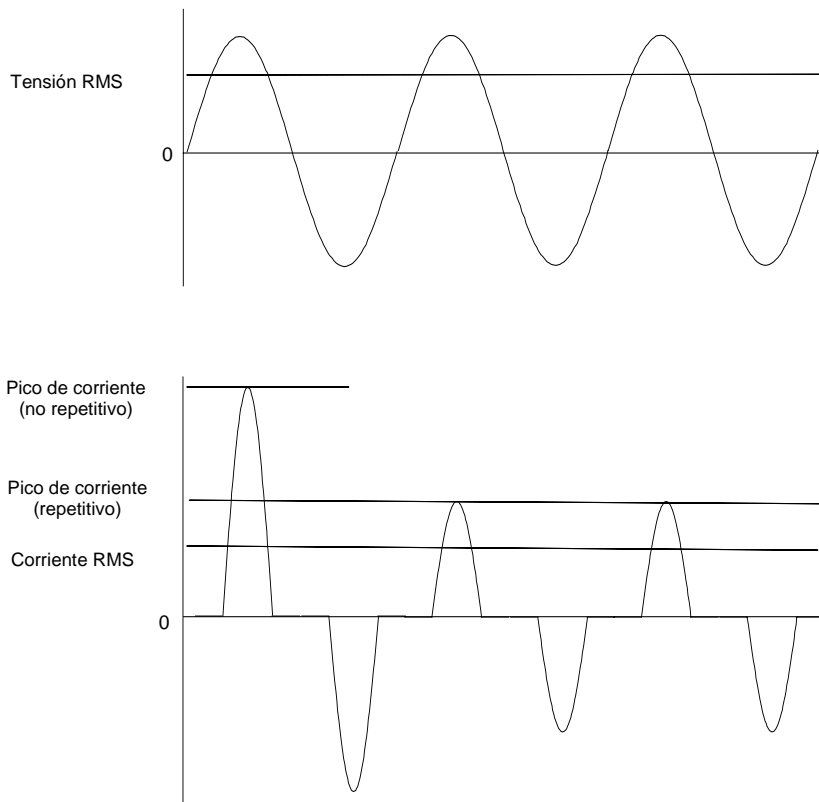 Tensión RMS
0
Pico de corriente
(no repetitivo)
Pico de corriente
(repetitivo)
Corriente RMS
0